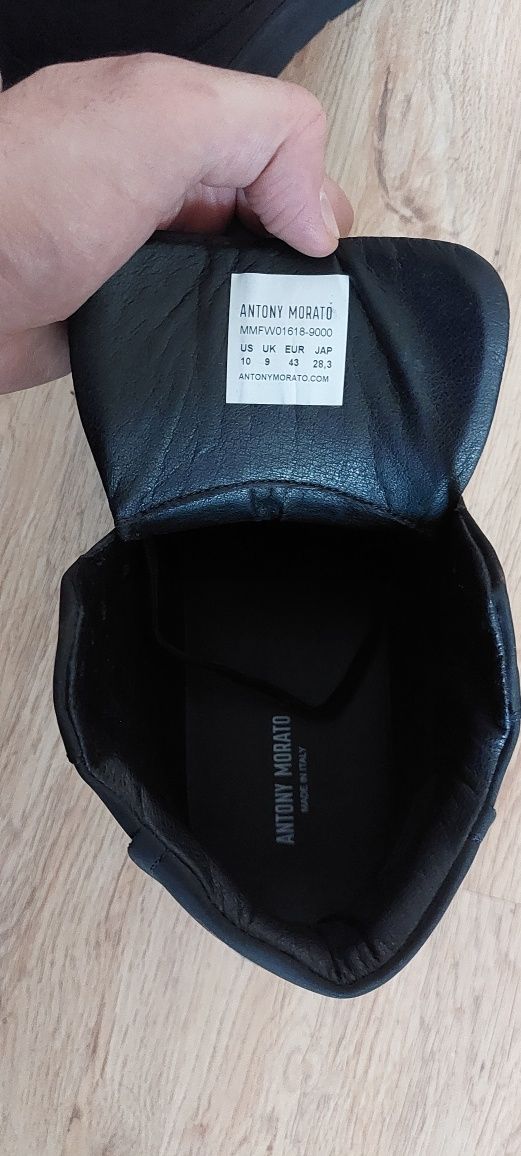 ANTONY MORATO
MMFW01618-9000
US UK EUR JAP
10 9 43 28,3
ANTONYMORATO.COM
ANTONY MORATO
MADE IN ITALY